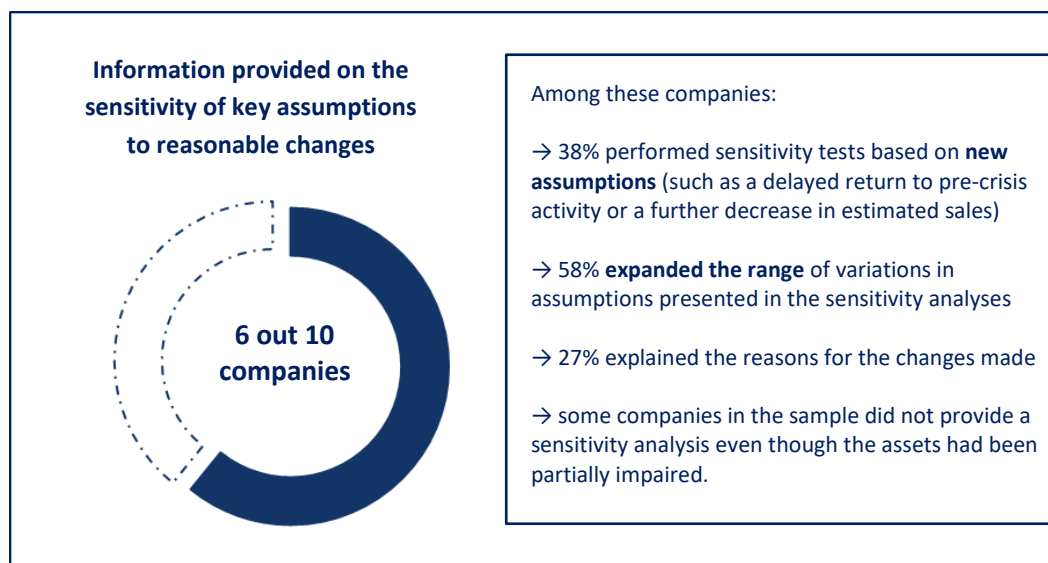 Information provided on the
sensitivity of key assumptions
to reasonable changes
6 out 10
companies
Among these companies:
→ 38% performed sensitivity tests based on new
assumptions (such as a delayed return to pre-crisis
activity or a further decrease in estimated sales)
→ 58% expanded the range of variations in
assumptions presented in the sensitivity analyses
→ 27% explained the reasons for the changes made
→ some companies in the sample did not provide a
sensitivity analysis even though the assets had been
partially impaired.